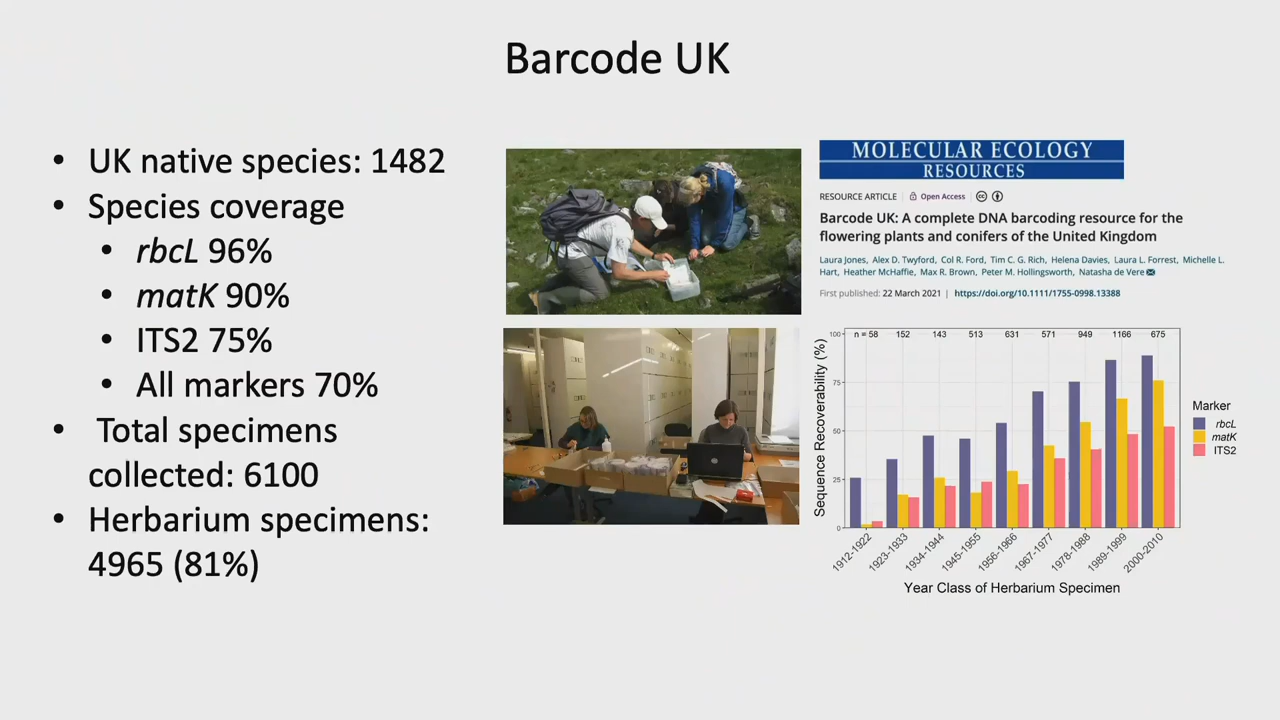 Barcode UK
• UK native species: 1482
• Species coverage
• rbcL 96%
• matK 90%
• ITS2 75%
• All markers 70%
• Total specimens
collected: 6100
• Herbarium specimens:
4965 (81%)
MOLECULAR ECOLOGY
RESOURCES
RESOURCE ARTICLE | Open Access
Barcode UK: A complete DNA barcoding resource for the
flowering plants and conifers of the United Kingdom
Laura Jones, Alex D. Twyford, Col R. Ford, Tim C. G. Rich, Helena Davies, Laura L. Forrest, Michelle L.
Hart, Heather McHaffie, Max R. Brown, Peter M. Hollingsworth, Natasha de Vere
First published: 22 March 2021 | https://doi.org/10.1111/1755-0998.13388
n = 58 152 143 513 631 571 949 1166 675
Sequence Recoverability (%)
100
75
50
25
0
1912-1922 1923-1933 1934-1944 1945-1955 1956-1966 1967-1977 1978-1988 1989-1999 2000-2010
Year Class of Herbarium Specimen
Marker
rbcL
matK
ITS2